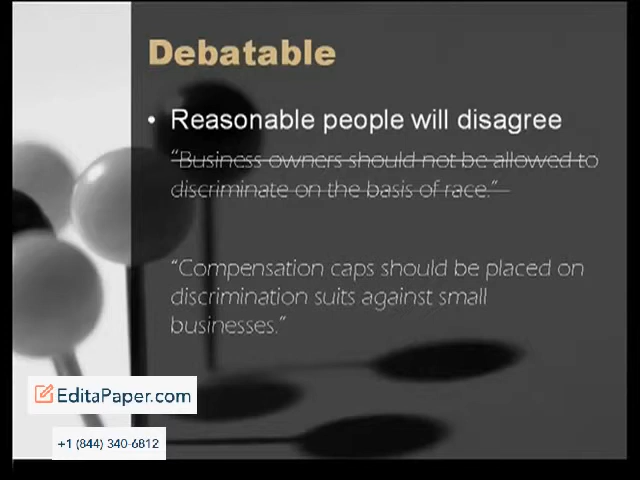 Debatable
• Reasonable people will disagree
“Business owners should not be allowed to
discriminate on the basis of race.”
“Compensation caps should be placed on
discrimination suits against small
businesses.”
EditaPaper.com
+1 (844) 340-6812